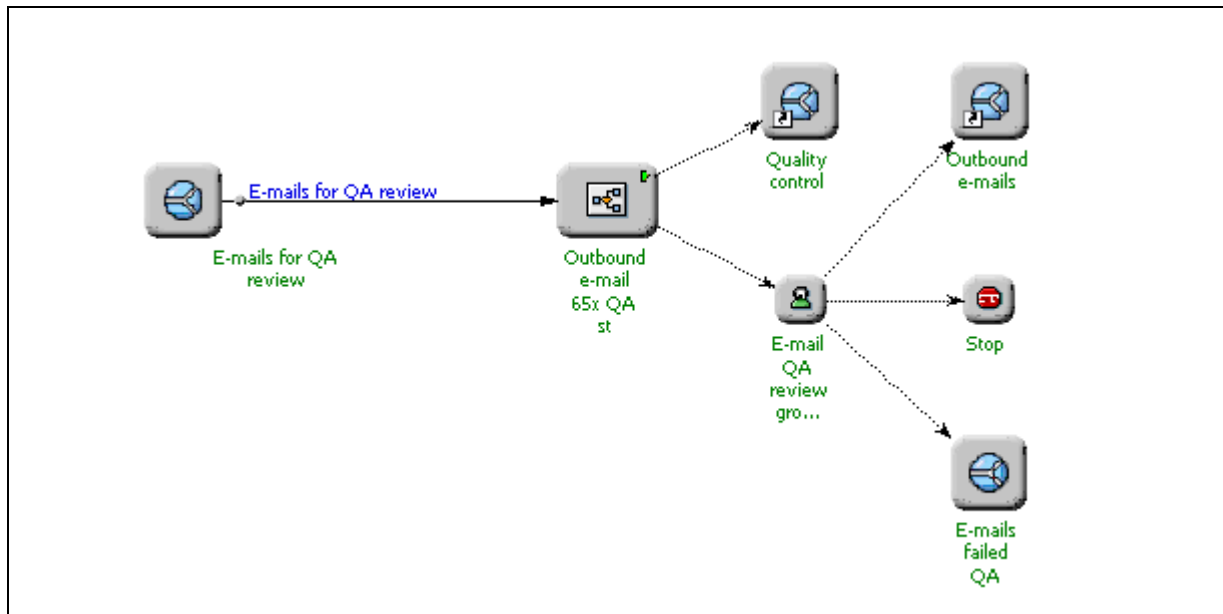 E-mails for QA review
E-mails for QA
review
Outbound
e-mail
65x QA
st
Quality
control
Outbound
e-mails
E-mail
QA
review
gro...
Stop
E-mails
failed
QA